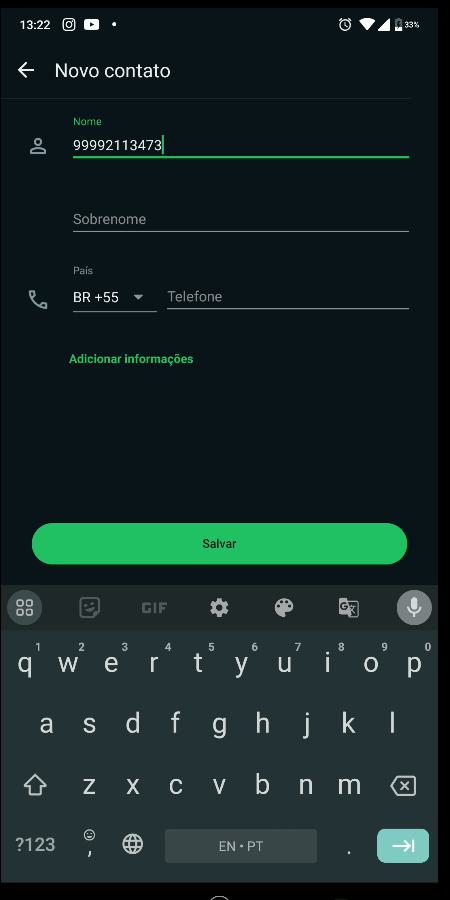 13:22 33%
Novo contato
Nome
99992113473
Sobrenome
País
BR +55 Telefone
Adicionar informações
Salvar
GIF
1 2 3 4 5 6 7 8 9 0
q w e r t y u i o p
a s d f g h j k l
z x c v b n m
?123 , EN • PT .